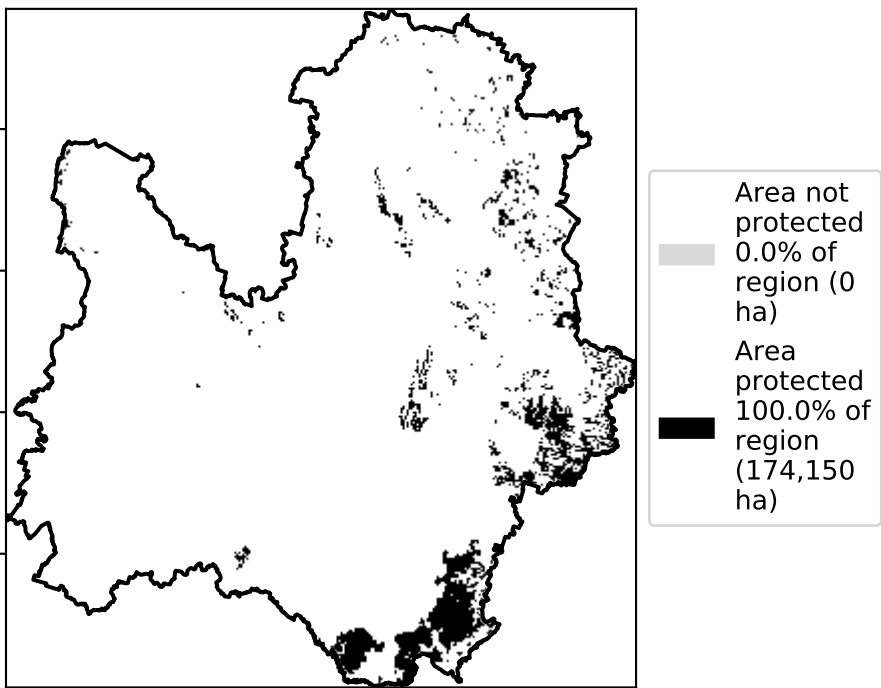 Area not
protected
0.0% of
region (0
ha)
Area
protected
100.0% of
region
(174,150
ha)